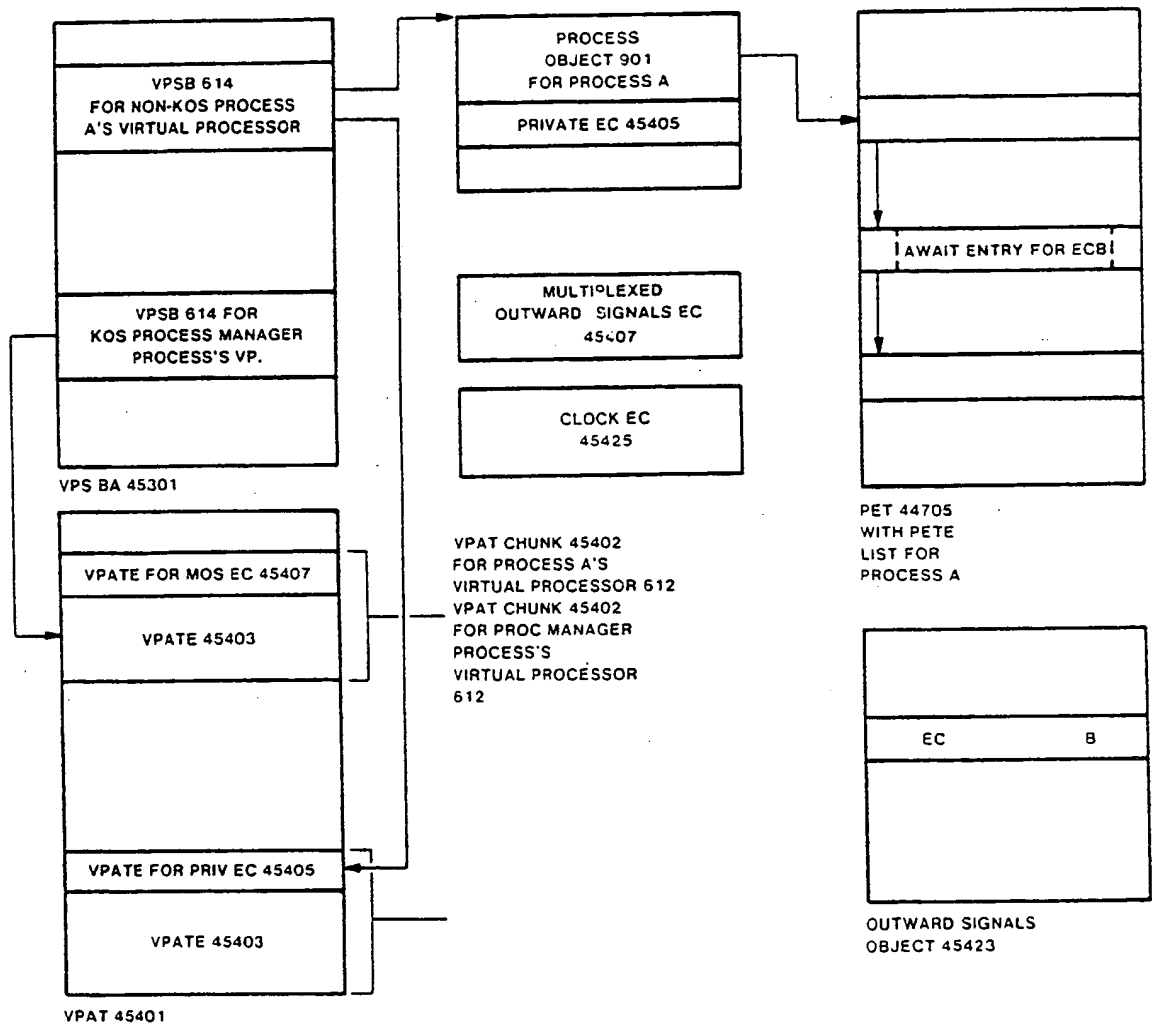 VPSB 614
FOR NON-KOS PROCESS
A'S VIRTUAL PROCESSOR
VPSB 614 FOR
KOS PROCESS MANAGER
PROCESS'S VP.
VPS BA 45301
PROCESS
OBJECT 901
FOR PROCESS A
PRIVATE EC 45405
MULTIPLEXED
OUTWARD SIGNALS EC
45407
CLOCK EC
45425
AWAIT ENTRY FOR ECB
PET 44705
WITH PETE
LIST FOR
PROCESS A
VPATE FOR MOS EC 45407
VPATE 45403
VPATE FOR PRIV EC 45405
VPATE 45403
VPAT 45401
VPAT CHUNK 45402
FOR PROCESS A'S
VIRTUAL PROCESSOR 612
VPAT CHUNK 45402
FOR PROC MANAGER
PROCESS'S
VIRTUAL PROCESSOR
612
EC B
OUTWARD SIGNALS
OBJECT 45423